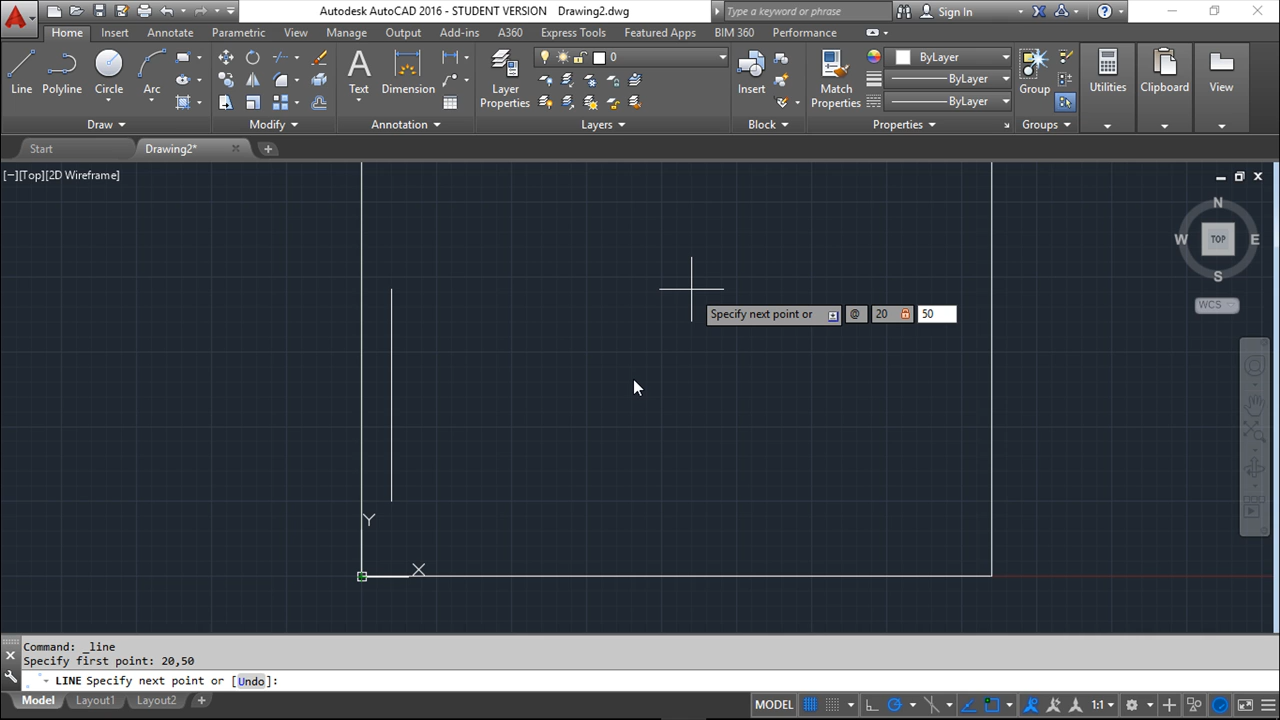 Autodesk AutoCAD 2016 - STUDENT VERSION Drawing2.dwg
Type a keyword or phrase
Sign In
Home Insert Annotate Parametric View Manage Output Add-ins A360 Express Tools Featured Apps BIM 360 Performance
Line Polyline Circle Arc
Text Dimension
Layer Properties
0
Insert
Match Properties
ByLayer
ByLayer
ByLayer
Group
Utilities
Clipboard
View
Draw Modify Annotation Layers Block Properties Groups
Start Drawing2*
[−][Top][2D Wireframe]
N
W TOP E
S
WCS
Specify next point or @ 20 50
Y
X
Command: _line
Specify first point: 20,50
LINE Specify next point or [Undo]:
Model Layout1 Layout2 MODEL 1:1